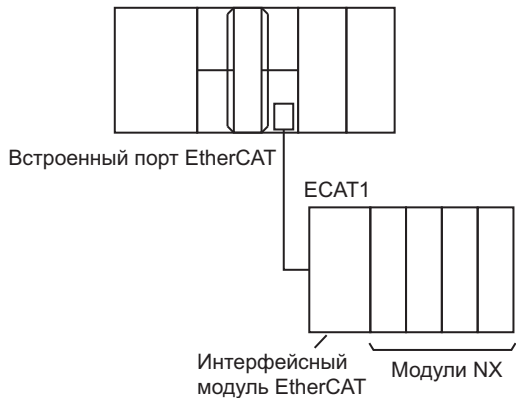 Встроенный порт EtherCAT
ECAT1
Интерфейсный
модуль EtherCAT
Модули NX